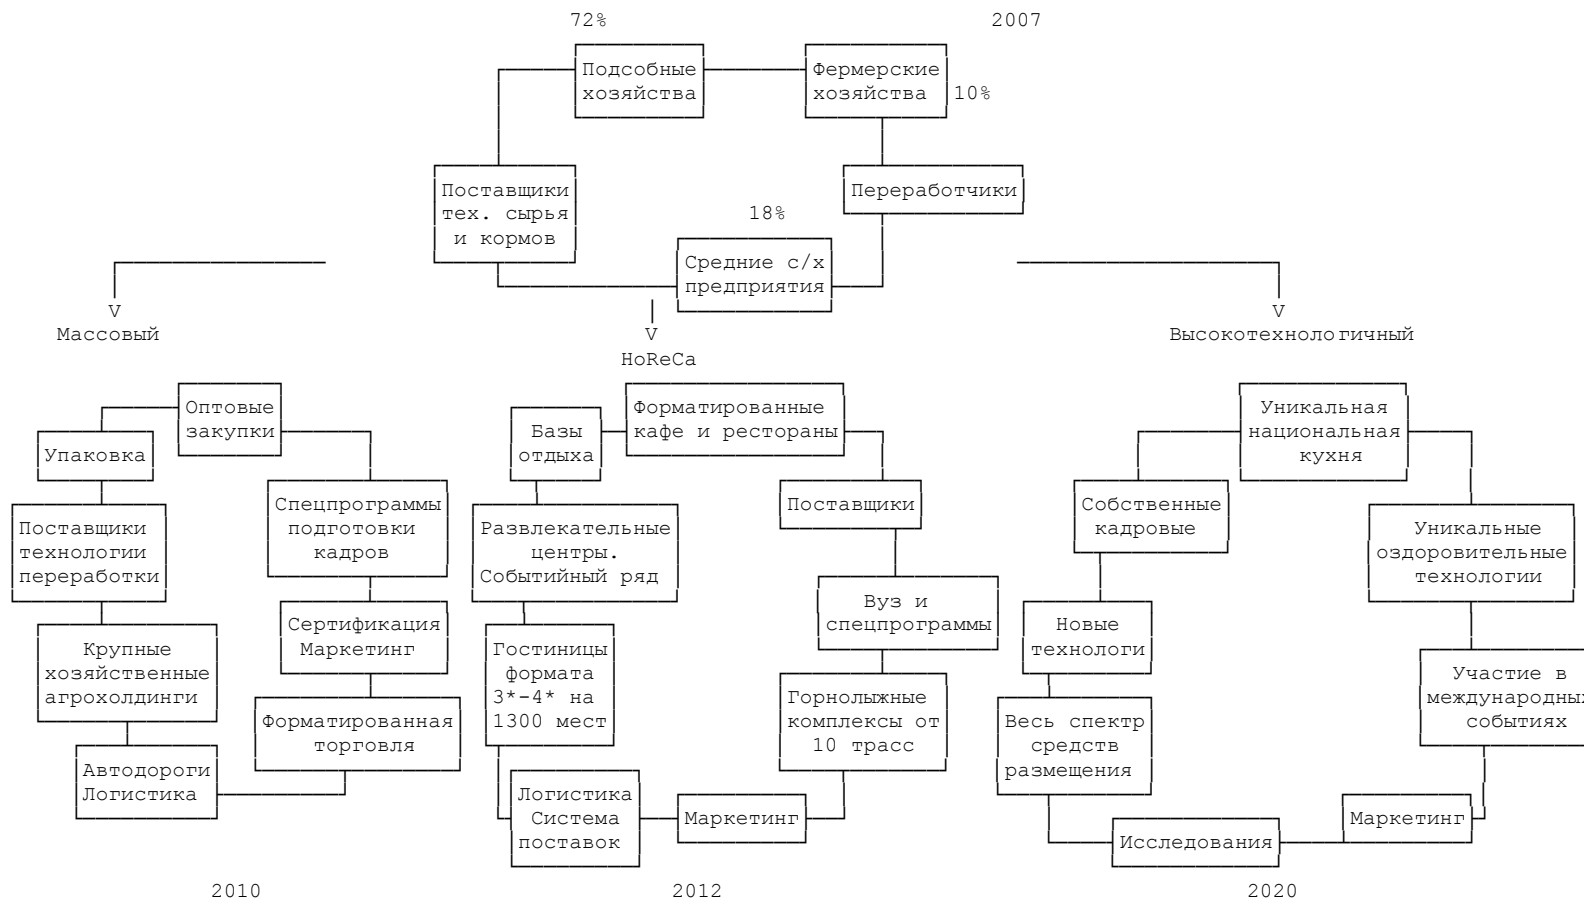 72%
2007
Подсобные
хозяйства
Фермерские
хозяйства
10%
Поставщики
тех. сырья
и кормов
Переработчики
18%
Средние с/х
предприятия
V
Массовый
V
HoReCa
V
Высокотехнологичный
Оптовые
закупки
Упаковка
Поставщики
технологии
переработки
Спецпрограммы
подготовки
кадров
Крупные
хозяйственные
агрохолдинги
Сертификация
Маркетинг
Форматированная
торговля
Автодороги
Логистика
2010
Базы
отдыха
Форматированные
кафе и рестораны
Поставщики
Развлекательные
центры.
Событийный ряд
Вуз и
спецпрограммы
Гостиницы
формата
3*-4* на
1300 мест
Горнолыжные
комплексы от
10 трасс
Логистика
Система
поставок
Маркетинг
2012
Уникальная
национальная
кухня
Собственные
кадровые
Уникальные
оздоровительные
технологии
Новые
технологи
Участие в
международных
событиях
Весь спектр
средств
размещения
Маркетинг
Исследования
2020